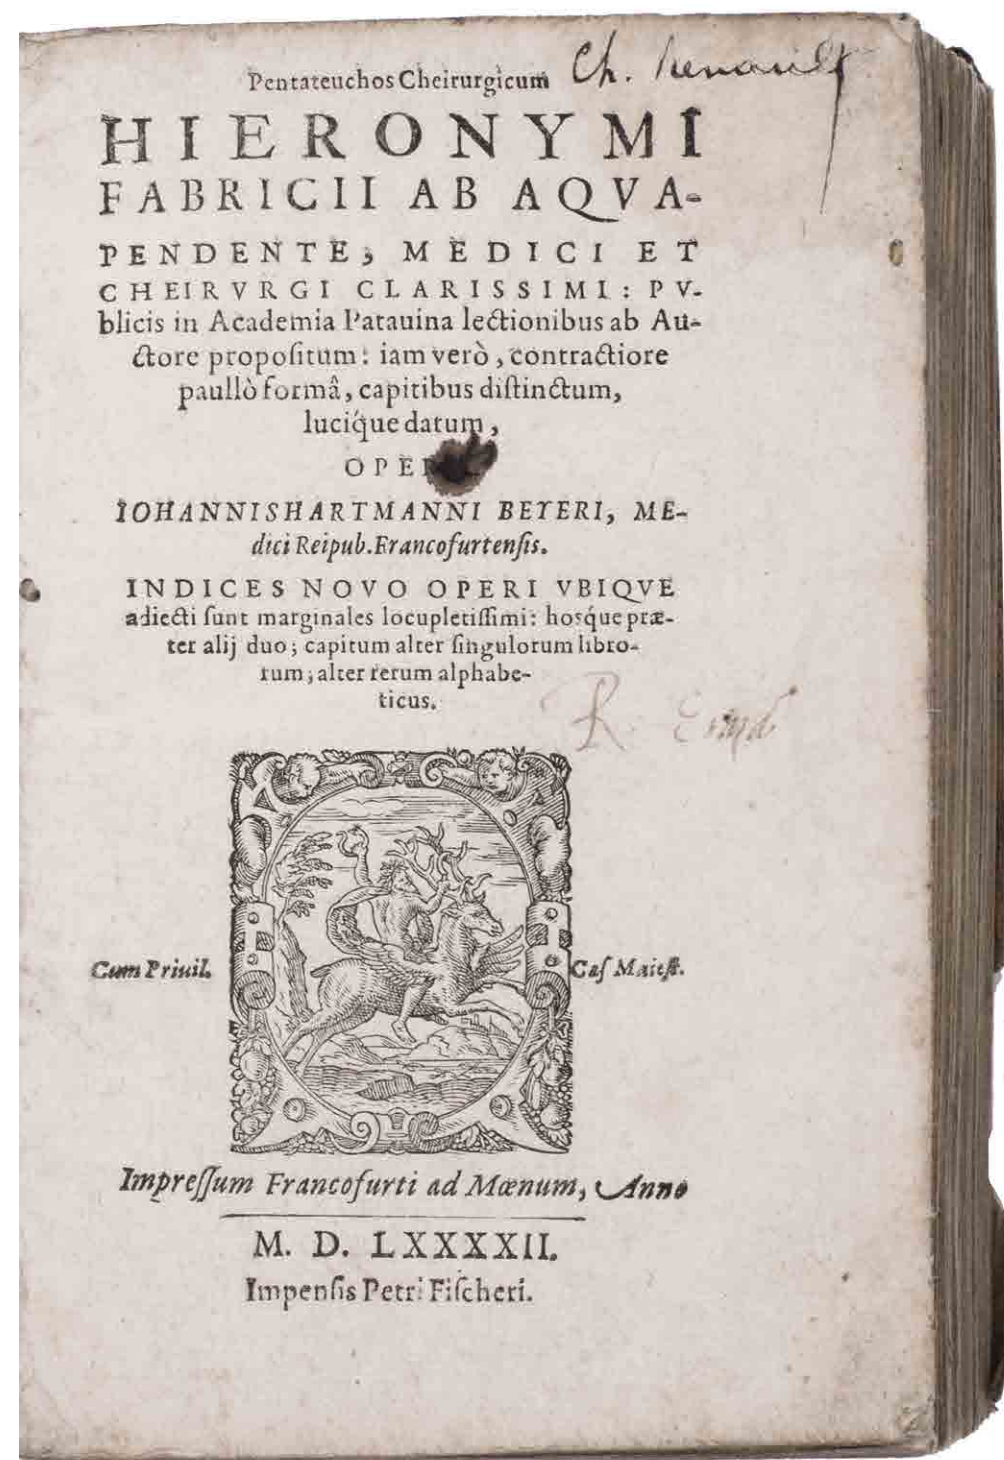 Pentateuchos Cheirurgicum
Ch. Renault
HIERONYMI
FABRICII AB AQVA-
PENDENTE, MEDICI ET
CHEIRVRGI CLARISSIMI: PV-
blicis in Academia Patauina lectionibus ab Au-
ctore propoſitum: iam verò, contractiore
paullò formâ, capitibus diſtinctum,
lucíque datum,
IOHANNIS HARTMANNI BEYERI, ME-
dici Reipub. Francofurtenſis.
INDICES NOVO OPERI VBIQVE
adiecti ſunt marginales locupletiſſimi: hosque præ-
ter alij duo; capitum alter ſingulorum libro-
rum; alter rerum alphabe-
ticus.
Cum Priuil. Cæſ Maieſt.
Impreſſum Francofurti ad Mœnum, Anno
M. D. LXXXXII.
Impenſis Petri Fiſcheri.